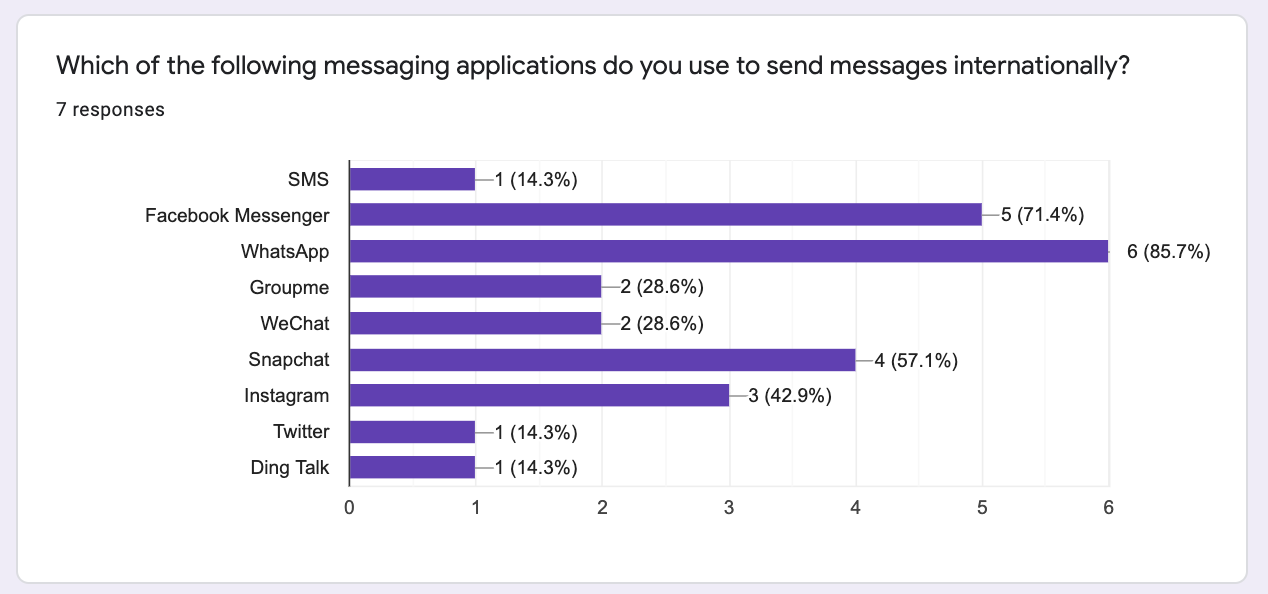 Which of the following messaging applications do you use to send messages internationally?
7 responses
SMS 1 (14.3%)
Facebook Messenger 5 (71.4%)
WhatsApp 6 (85.7%)
Groupme 2 (28.6%)
WeChat 2 (28.6%)
Snapchat 4 (57.1%)
Instagram 3 (42.9%)
Twitter 1 (14.3%)
Ding Talk 1 (14.3%)
0 1 2 3 4 5 6